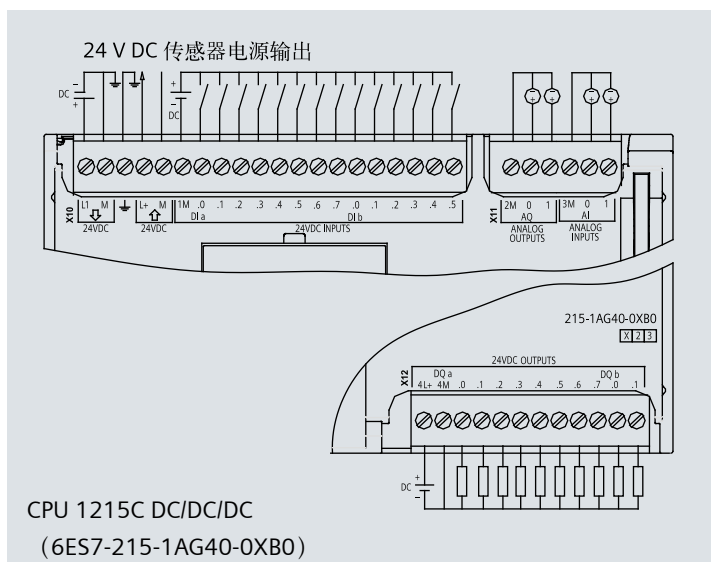 24 V DC 传感器电源输出
DC - +
+ - DC
X10
L1 M L+ M 1M .0 .1 .2 .3 .4 .5 .6 .7 .0 .1 .2 .3 .4 .5
DI a DI b
24VDC 24VDC 24VDC INPUTS
X11
2M 0 1 3M 0 1
AQ AI
ANALOG OUTPUTS
ANALOG INPUTS
215-1AG40-0XB0
X 2 3
24VDC OUTPUTS
X12
DQ a DQ b
4L+ 4M .0 .1 .2 .3 .4 .5 .6 .7 .0 .1
DC + -
CPU 1215C DC/DC/DC
（6ES7-215-1AG40-0XB0）